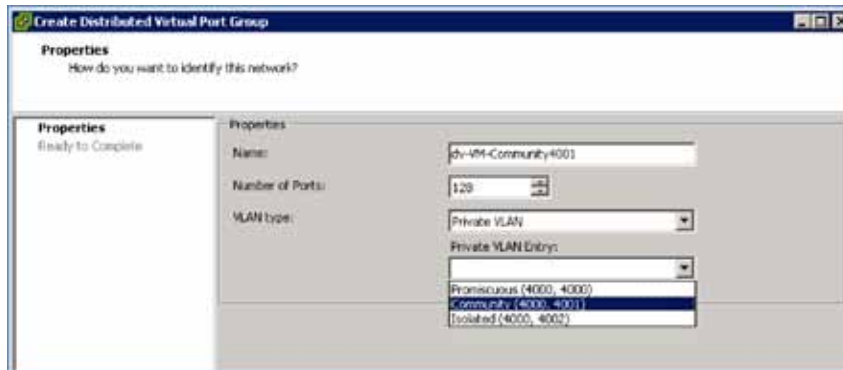 Create Distributed Virtual Port Group
Properties
How do you want to identify this network?
Properties
Ready to Complete
Properties
Name:
dv-VM-Community4001
Number of Ports:
128
VLAN type:
Private VLAN
Private VLAN Entry:
Promiscuous (4000, 4000)
Community (4000, 4001)
Isolated (4000, 4002)